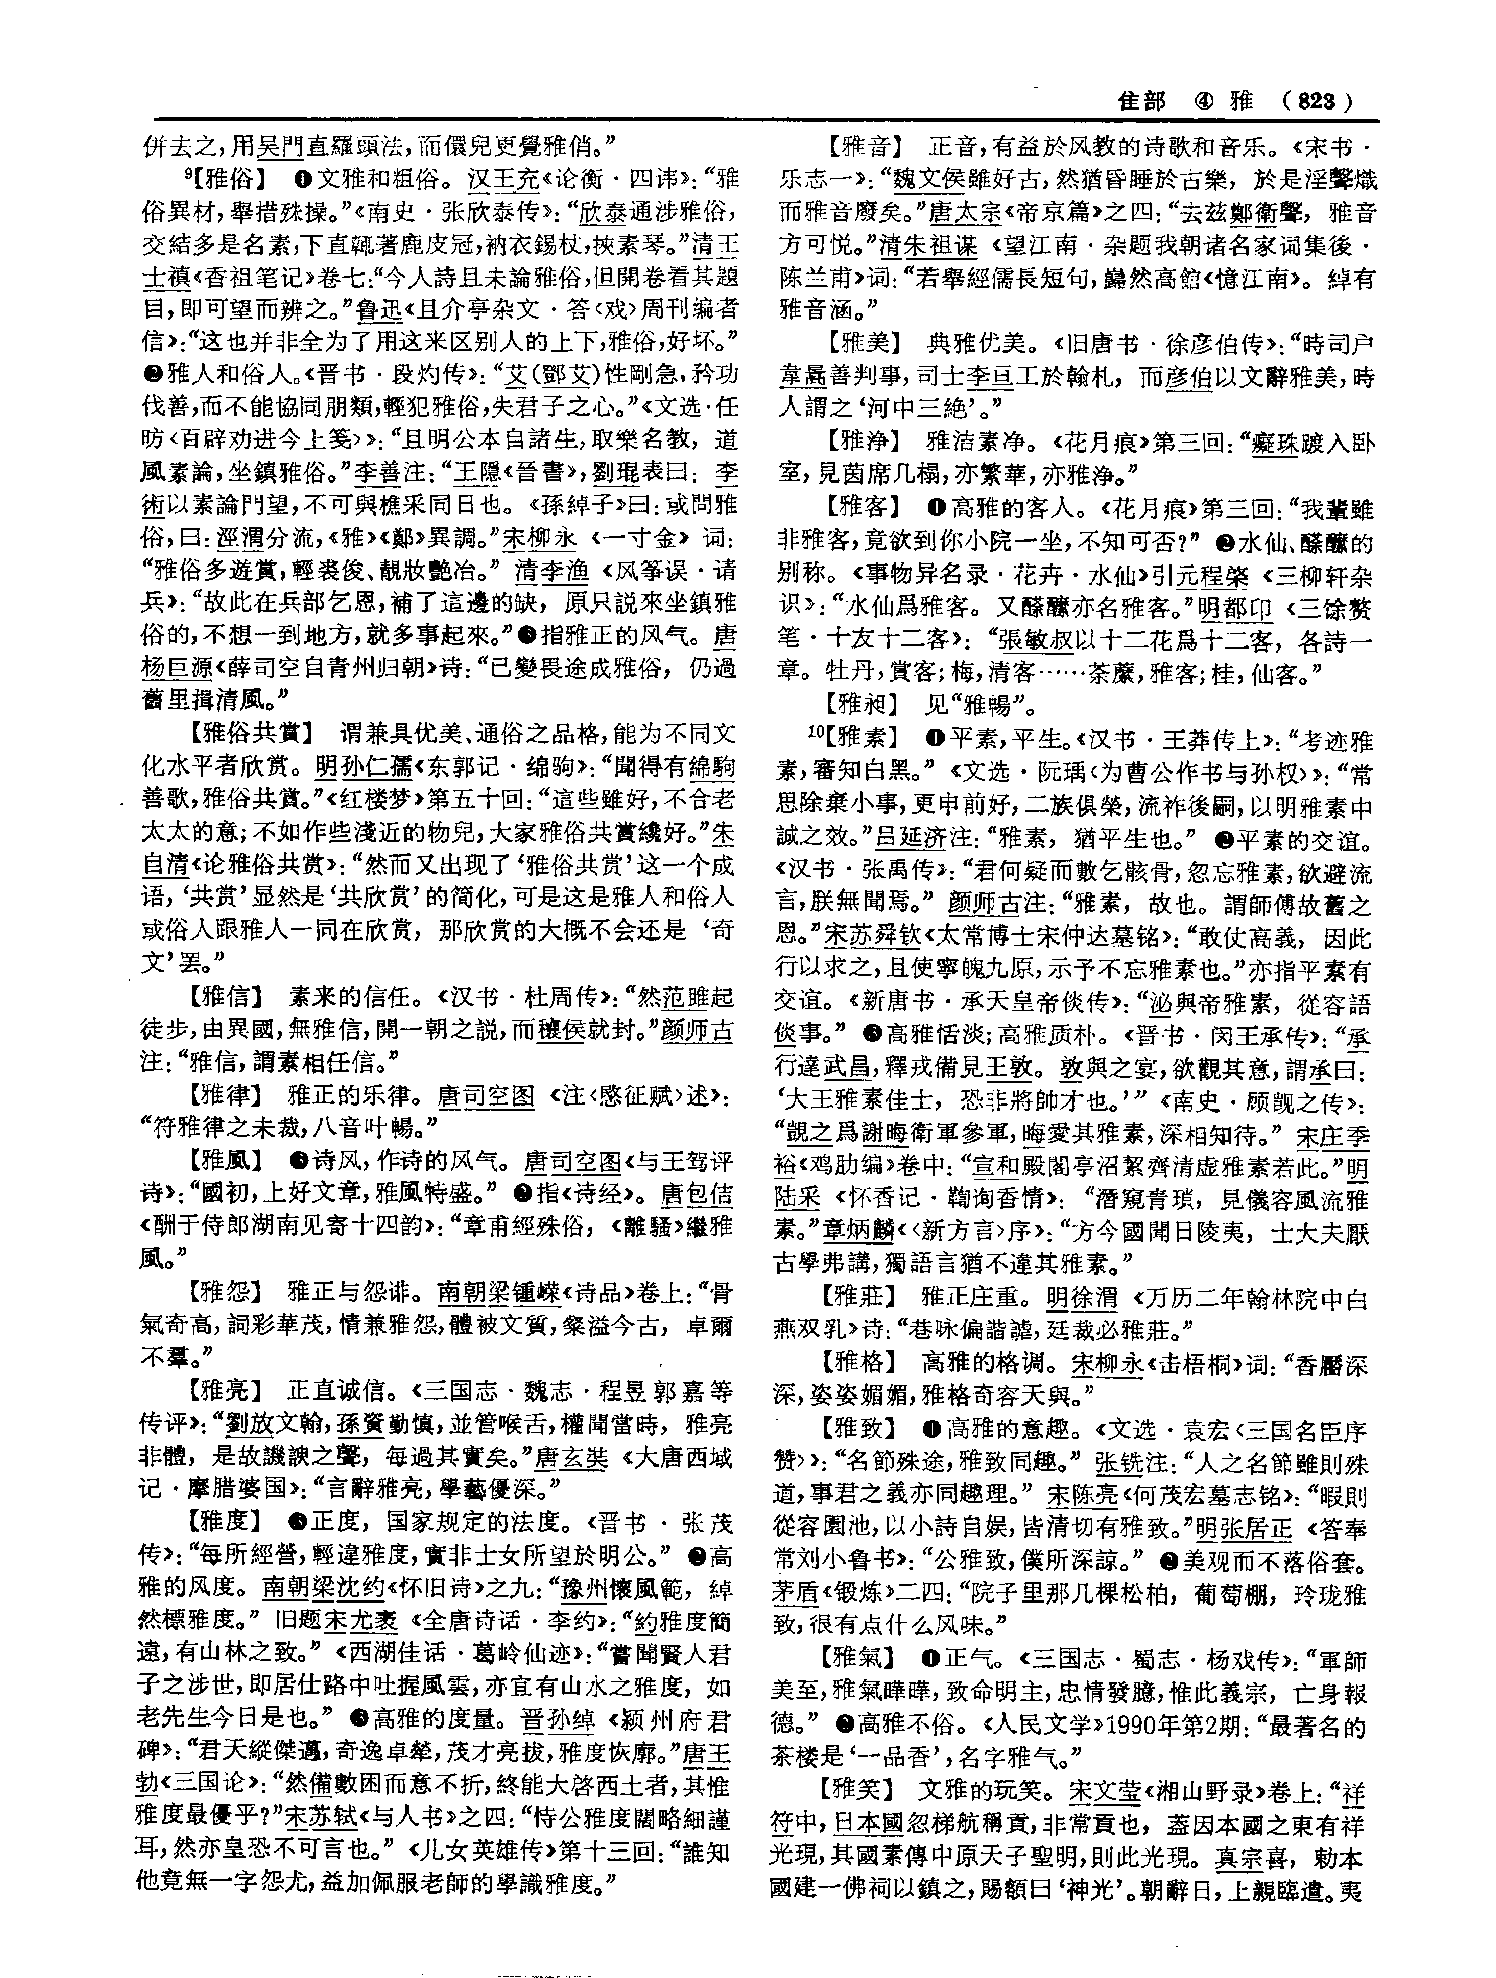 隹部 ④ 雅 （823）
併去之，用吴門直羅頭法，而儇兒更覺雅俏。”
⁹【雅俗】 ❶文雅和粗俗。汉王充《论衡·四讳》：“雅
俗異材，舉措殊操。”《南史·张欣泰传》：“欣泰通涉雅俗，
交結多是名素，下直輒著鹿皮冠，衲衣錫杖，挾素琴。”清王
士禛《香祖笔记》卷七：“今人詩且未論雅俗，但開卷看其題
目，即可望而辨之。”鲁迅《且介亭杂文·答〈戏〉周刊编者
信》：“这也并非全为了用这来区别人的上下，雅俗，好坏。”
❷雅人和俗人。《晋书·段灼传》：“艾（鄧艾）性剛急，矜功
伐善，而不能協同朋類，輕犯雅俗，失君子之心。”《文选·任
昉〈百辟劝进今上笺〉》：“且明公本自諸生，取樂名教，道
風素論，坐鎮雅俗。”李善注：“王隱《晉書》，劉琨表曰：李
術以素論門望，不可與樵采同日也。《孫綽子》曰：或問雅
俗，曰：涇渭分流，《雅》《鄭》異調。”宋柳永《一寸金》词：
“雅俗多遊賞，輕裘俊、靚妝艷冶。”清李渔《风筝误·请
兵》：“故此在兵部乞恩，補了這邊的缺，原只説來坐鎮雅
俗的，不想一到地方，就多事起來。”❸指雅正的风气。唐
杨巨源《薛司空自青州归朝》诗：“已變畏途成雅俗，仍過
舊里揖清風。”
【雅俗共賞】 谓兼具优美、通俗之品格，能为不同文
化水平者欣赏。明孙仁孺《东郭记·绵驹》：“聞得有綿駒
善歌，雅俗共賞。”《红楼梦》第五十回：“這些雖好，不合老
太太的意；不如作些淺近的物兒，大家雅俗共賞纔好。”朱
自清《论雅俗共赏》：“然而又出现了‘雅俗共赏’这一个成
语，‘共赏’显然是‘共欣赏’的简化，可是这是雅人和俗人
或俗人跟雅人一同在欣赏，那欣赏的大概不会还是‘奇
文’罢。”
【雅信】 素来的信任。《汉书·杜周传》：“然范雎起
徒步，由異國，無雅信，開一朝之説，而穰侯就封。”颜师古
注：“雅信，謂素相任信。”
【雅律】 雅正的乐律。唐司空图《注〈愍征赋〉述》：
“符雅律之未裁，八音叶暢。”
【雅風】 ❶诗风，作诗的风气。唐司空图《与王驾评
诗》：“國初，上好文章，雅風特盛。”❷指《诗经》。唐包佶
《酬于侍郎湖南见寄十四韵》：“章甫經殊俗，《離騷》繼雅
風。”
【雅怨】 雅正与怨诽。南朝梁锺嵘《诗品》卷上：“骨
氣奇高，詞彩華茂，情兼雅怨，體被文質，粲溢今古，卓爾
不羣。”
【雅亮】 正直诚信。《三国志·魏志·程昱郭嘉等
传评》：“劉放文翰，孫資勤慎，並管喉舌，權聞當時，雅亮
非體，是故譏諛之聲，每過其實矣。”唐玄奘《大唐西域
记·摩腊婆国》：“言辭雅亮，學藝優深。”
【雅度】 ❶正度，国家规定的法度。《晋书·张茂
传》：“每所經營，輕違雅度，實非士女所望於明公。”❷高
雅的风度。南朝梁沈约《怀旧诗》之九：“豫州懷風範，綽
然標雅度。”旧题宋尤袤《全唐诗话·李约》：“約雅度簡
遠，有山林之致。”《西湖佳话·葛岭仙迹》：“嘗聞賢人君
子之涉世，即居仕路中吐握風雲，亦宜有山水之雅度，如
老先生今日是也。”❸高雅的度量。晋孙绰《颍州府君
碑》：“君天縱傑邁，奇逸卓犖，茂才亮拔，雅度恢廓。”唐王
勃《三国论》：“然備數困而意不折，終能大啓西土者，其惟
雅度最優乎？”宋苏轼《与人书》之四：“恃公雅度闊略細謹
耳，然亦皇恐不可言也。”《儿女英雄传》第十三回：“誰知
他竟無一字怨尤，益加佩服老師的學識雅度。”
【雅音】 正音，有益於风教的诗歌和音乐。《宋书·
乐志一》：“魏文侯雖好古，然猶昏睡於古樂，於是淫聲熾
而雅音廢矣。”唐太宗《帝京篇》之四：“去兹鄭衛聲，雅音
方可悦。”清朱祖谋《望江南·杂题我朝诸名家词集後·
陈兰甫》词：“若舉經儒長短句，巋然高館《憶江南》。綽有
雅音涵。”
【雅美】 典雅优美。《旧唐书·徐彦伯传》：“時司户
韋暠善判事，司士李亘工於翰札，而彦伯以文辭雅美，時
人謂之‘河中三絶’。”
【雅净】 雅洁素净。《花月痕》第三回：“癡珠踱入卧
室，見茵席几榻，亦繁華，亦雅净。”
【雅客】 ❶高雅的客人。《花月痕》第三回：“我輩雖
非雅客，竟欲到你小院一坐，不知可否？”❷水仙、醾醾的
别称。《事物异名录·花卉·水仙》引元程棨《三柳轩杂
识》：“水仙爲雅客。又醾醾亦名雅客。”明都印《三馀赘
笔·十友十二客》：“張敏叔以十二花爲十二客，各詩一
章。牡丹，賞客；梅，清客……荼蘼，雅客；桂，仙客。”
【雅昶】 见“雅暢”。
¹⁰【雅素】 ❶平素，平生。《汉书·王莽传上》：“考迹雅
素，審知白黑。”《文选·阮瑀〈为曹公作书与孙权〉》：“常
思除棄小事，更申前好，二族俱榮，流祚後嗣，以明雅素中
誠之效。”吕延济注：“雅素，猶平生也。”❷平素的交谊。
《汉书·张禹传》：“君何疑而數乞骸骨，忽忘雅素，欲避流
言，朕無聞焉。”颜师古注：“雅素，故也。謂師傅故舊之
恩。”宋苏舜钦《太常博士宋仲达墓铭》：“敢仗高義，因此
行以求之，且使寧魄九原，示予不忘雅素也。”亦指平素有
交谊。《新唐书·承天皇帝倓传》：“泌與帝雅素，從容語
倓事。”❸高雅恬淡；高雅质朴。《晋书·闵王承传》：“承
行達武昌，釋戎備見王敦。敦與之宴，欲觀其意，謂承曰：
‘大王雅素佳士，恐非將帥才也。’”《南史·顾觊之传》：
“覬之爲謝晦衛軍參軍，晦愛其雅素，深相知待。”宋庄季
裕《鸡肋编》卷中：“宣和殿閣亭沼絜齊清虚雅素若此。”明
陆采《怀香记·鞫询香情》：“潛窺青瑣，見儀容風流雅
素。”章炳麟《〈新方言〉序》：“方今國聞日陵夷，士大夫厭
古學弗講，獨語言猶不違其雅素。”
【雅莊】 雅正庄重。明徐渭《万历二年翰林院中白
燕双乳》诗：“巷咏偏諧謔，廷裁必雅莊。”
【雅格】 高雅的格调。宋柳永《击梧桐》词：“香靨深
深，姿姿媚媚，雅格奇容天與。”
【雅致】 ❶高雅的意趣。《文选·袁宏〈三国名臣序
赞〉》：“名節殊途，雅致同趣。”张铣注：“人之名節雖則殊
道，事君之義亦同趣理。”宋陈亮《何茂宏墓志铭》：“暇則
從容園池，以小詩自娱，皆清切有雅致。”明张居正《答奉
常刘小鲁书》：“公雅致，僕所深諒。”❷美观而不落俗套。
茅盾《锻炼》二四：“院子里那几棵松柏，葡萄棚，玲珑雅
致，很有点什么风味。”
【雅氣】 ❶正气。《三国志·蜀志·杨戏传》：“軍師
美至，雅氣曄曄，致命明主，忠情發臆，惟此義宗，亡身報
德。”❷高雅不俗。《人民文学》1990年第2期：“最著名的
茶楼是‘一品香’，名字雅气。”
【雅笑】 文雅的玩笑。宋文莹《湘山野录》卷上：“祥
符中，日本國忽梯航稱貢，非常貢也，蓋因本國之東有祥
光現，其國素傳中原天子聖明，則此光現。真宗喜，勅本
國建一佛祠以鎮之，賜額曰‘神光’。朝辭日，上親臨遣。夷